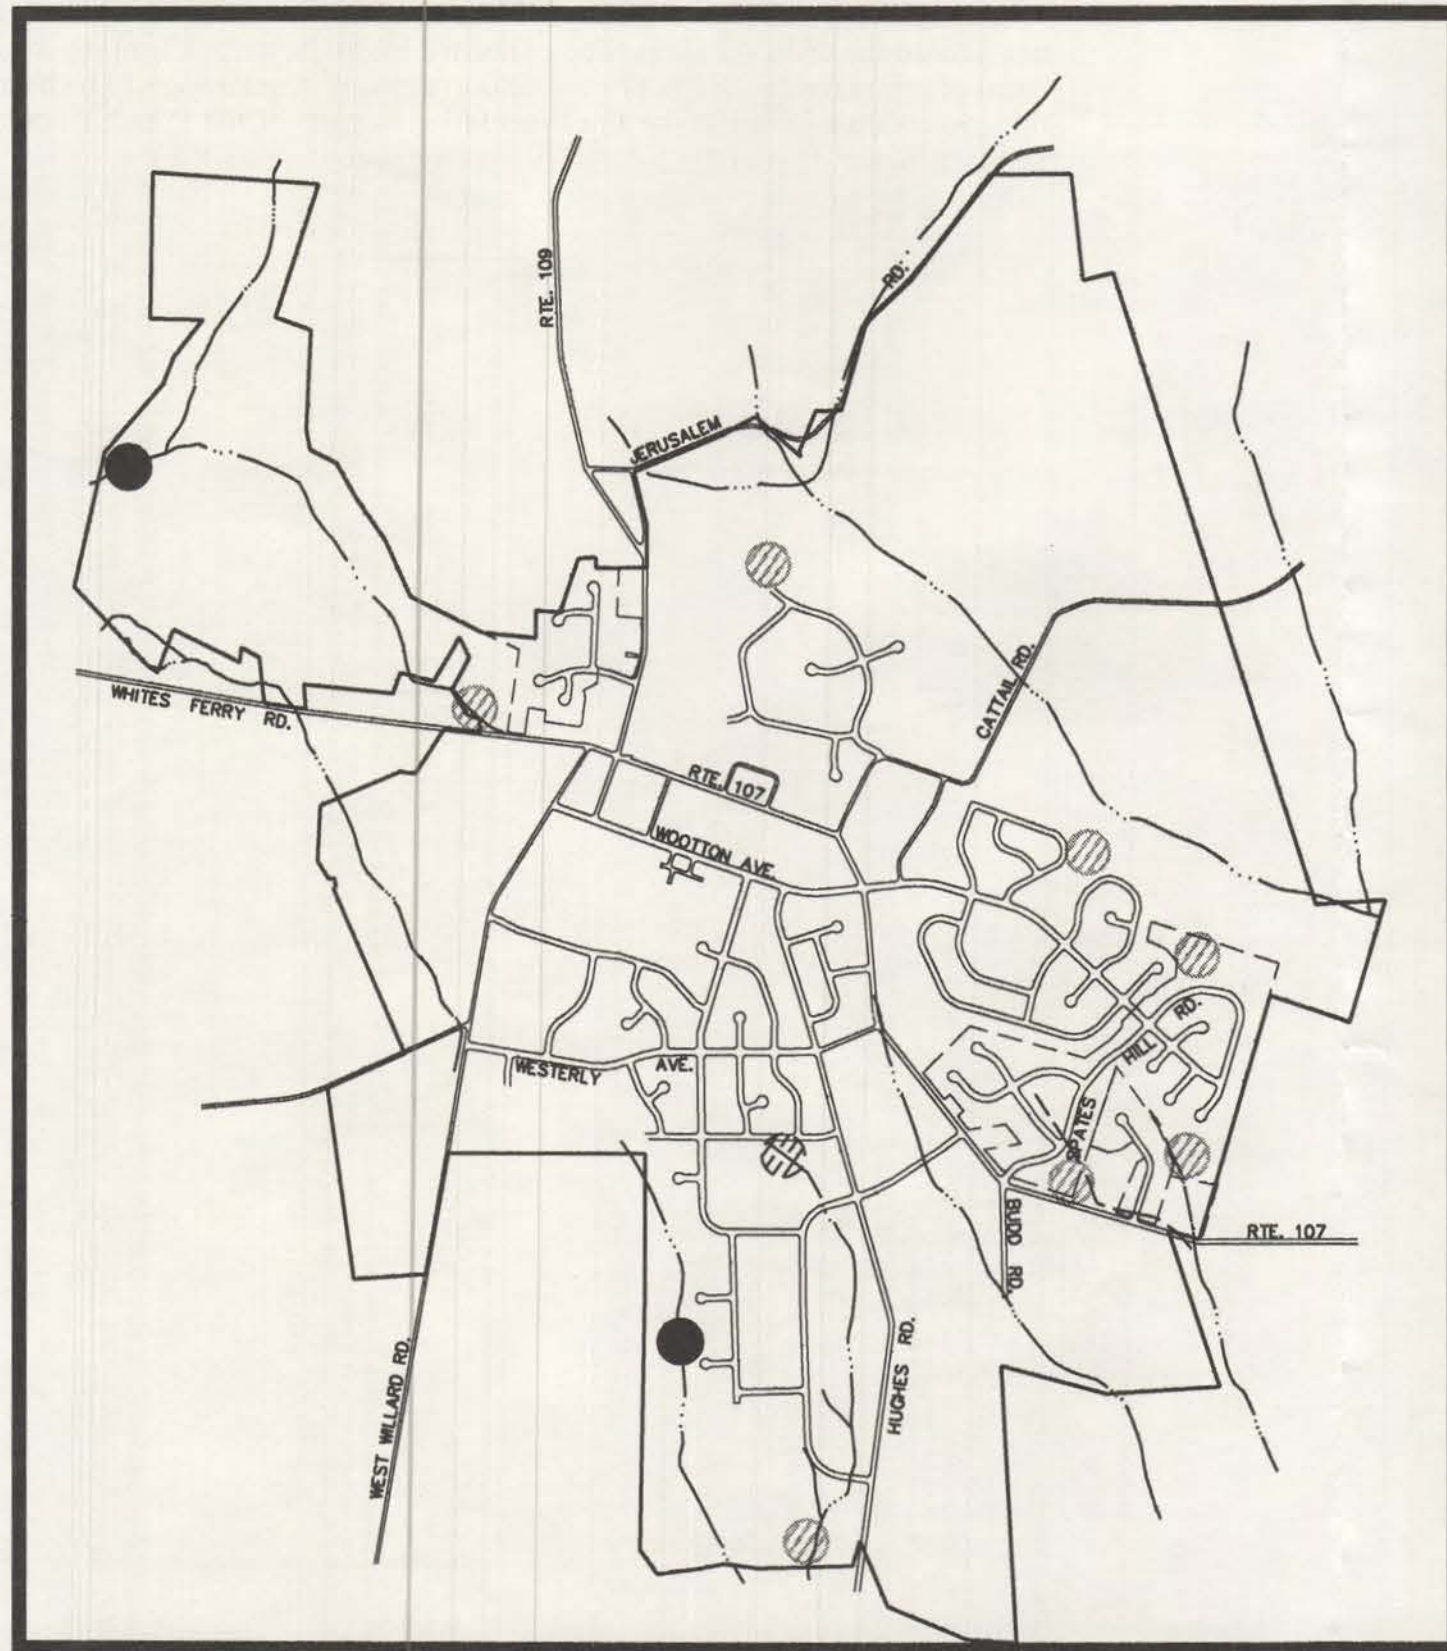 RTE. 109
RD.
JERUSALEM
CATTAIL RD.
WHITES FERRY RD.
RTE. 107
WOOTTON AVE.
HILL RD.
WESTERLY AVE.
SPATES
BUDD RD.
RTE. 107
HUGHES RD.
WEST WILLARD RD.